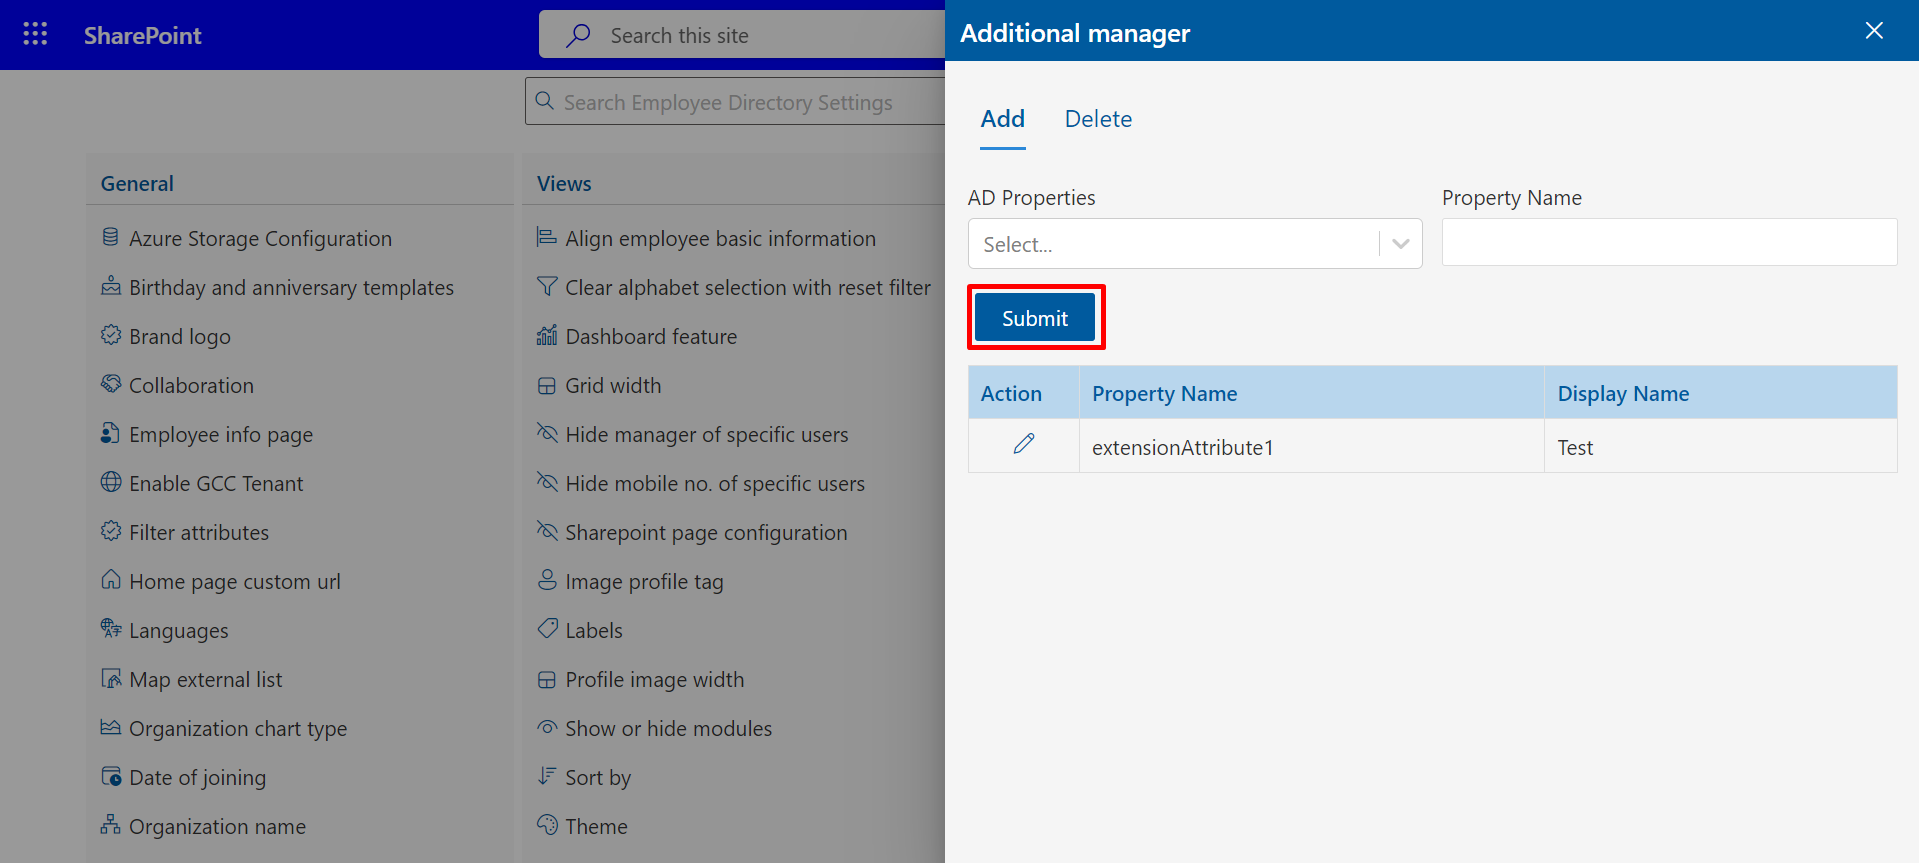 SharePoint
Search this site
Search Employee Directory Settings
General
Azure Storage Configuration
Birthday and anniversary templates
Brand logo
Collaboration
Employee info page
Enable GCC Tenant
Filter attributes
Home page custom url
Languages
Map external list
Organization chart type
Date of joining
Organization name
Views
Align employee basic information
Clear alphabet selection with reset filter
Dashboard feature
Grid width
Hide manager of specific users
Hide mobile no. of specific users
Sharepoint page configuration
Image profile tag
Labels
Profile image width
Show or hide modules
Sort by
Theme
Additional manager
Add Delete
AD Properties Property Name
Select...
Submit
Action Property Name Display Name
extensionAttribute1 Test